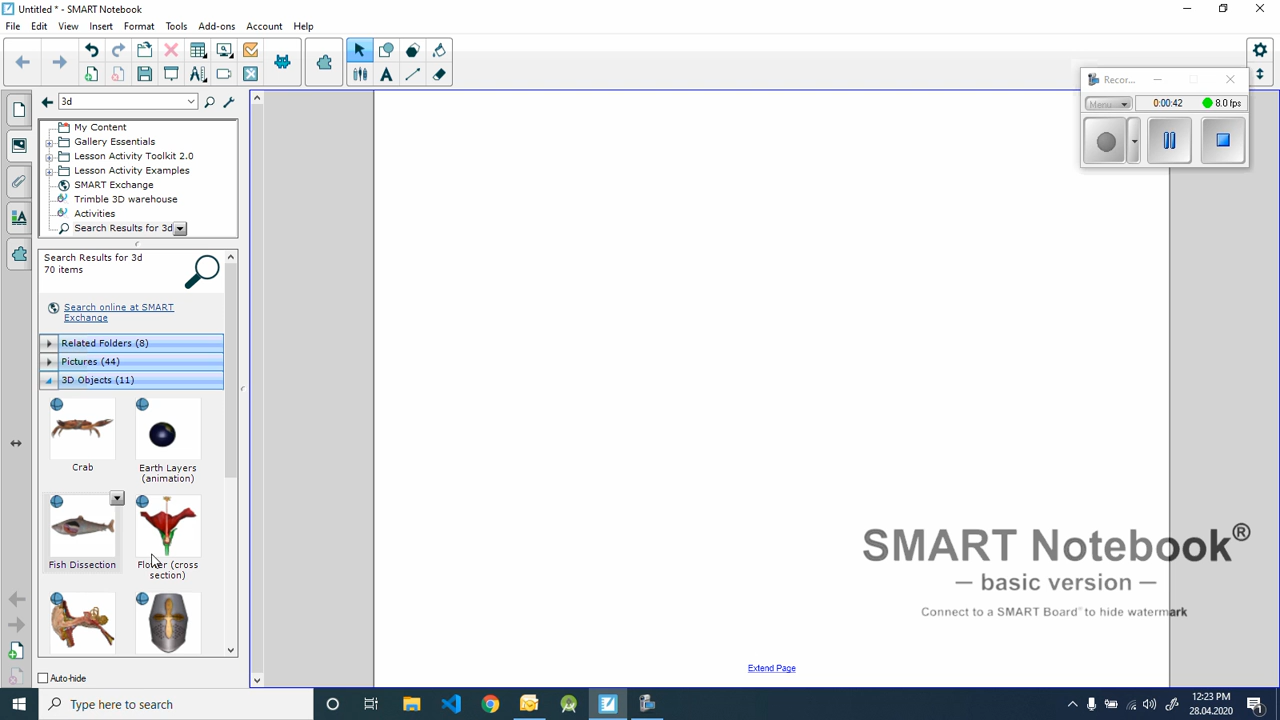 Untitled * - SMART Notebook
File Edit View Insert Format Tools Add-ons Account Help
Recor...
Menu
0:00:42
8.0 fps
3d
My Content
Gallery Essentials
Lesson Activity Toolkit 2.0
Lesson Activity Examples
SMART Exchange
Trimble 3D warehouse
Activities
Search Results for 3d
Search Results for 3d
70 items
Search online at SMART
Exchange
Related Folders (8)
Pictures (44)
3D Objects (11)
Crab
Earth Layers
(animation)
Fish Dissection
Flower (cross
section)
SMART Notebook®
— basic version —
Connect to a SMART Board™ to hide watermark
Extend Page
Auto-hide
Type here to search
12:23 PM
28.04.2020
1